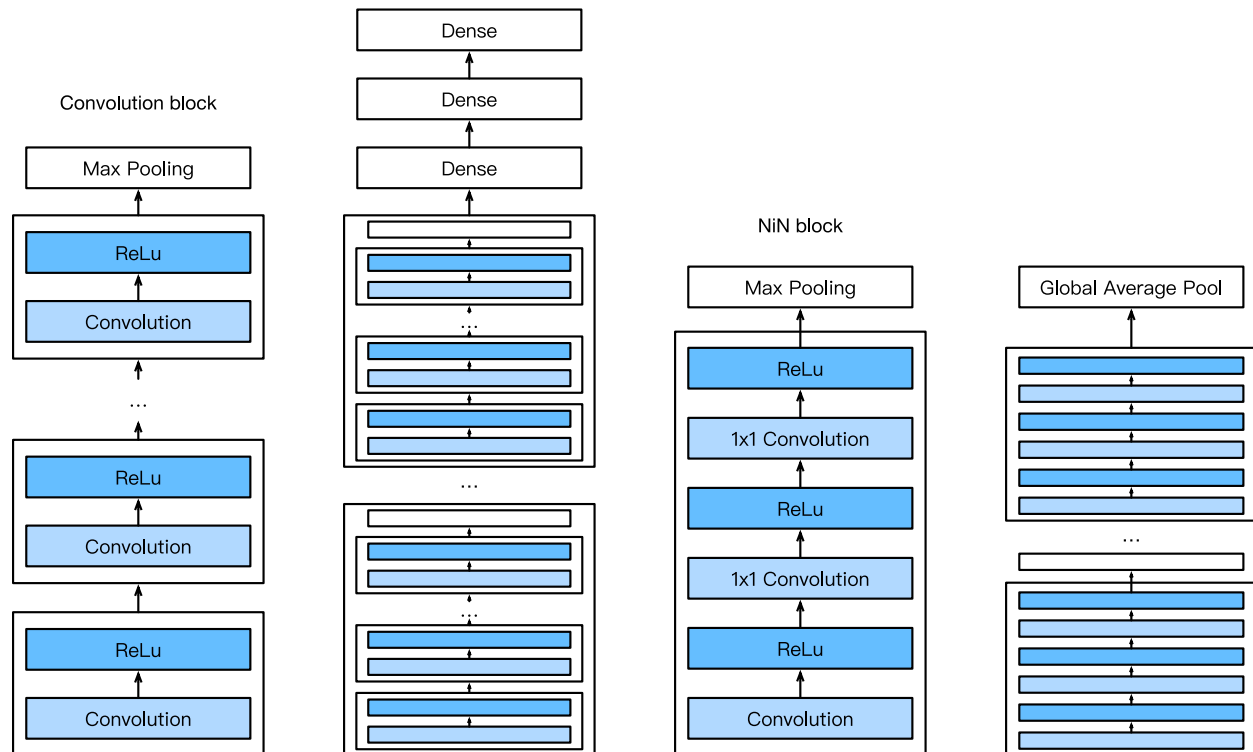 Convolution block
Max Pooling
ReLu
Convolution
...
ReLu
Convolution
ReLu
Convolution
Dense
Dense
Dense
...
...
...
NiN block
Max Pooling
ReLu
1x1 Convolution
ReLu
1x1 Convolution
ReLu
Convolution
Global Average Pool
...